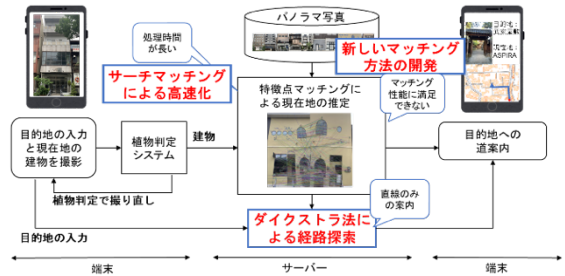 パノラマ写真
処理時間
が長い
サーチマッチング
による高速化
新しいマッチング
方法の開発
目的地：
現在地：
ASPIRA
特徴点マッチングに
よる現在地の推定
マッチング
性能に満足
できない
目的地の入力
と現在地の
建物を撮影
植物判定
システム
建物
目的地への
道案内
植物判定で撮り直し
直線のみ
の案内
ダイクストラ法に
よる経路探索
目的地の入力
端末
サーバー
端末